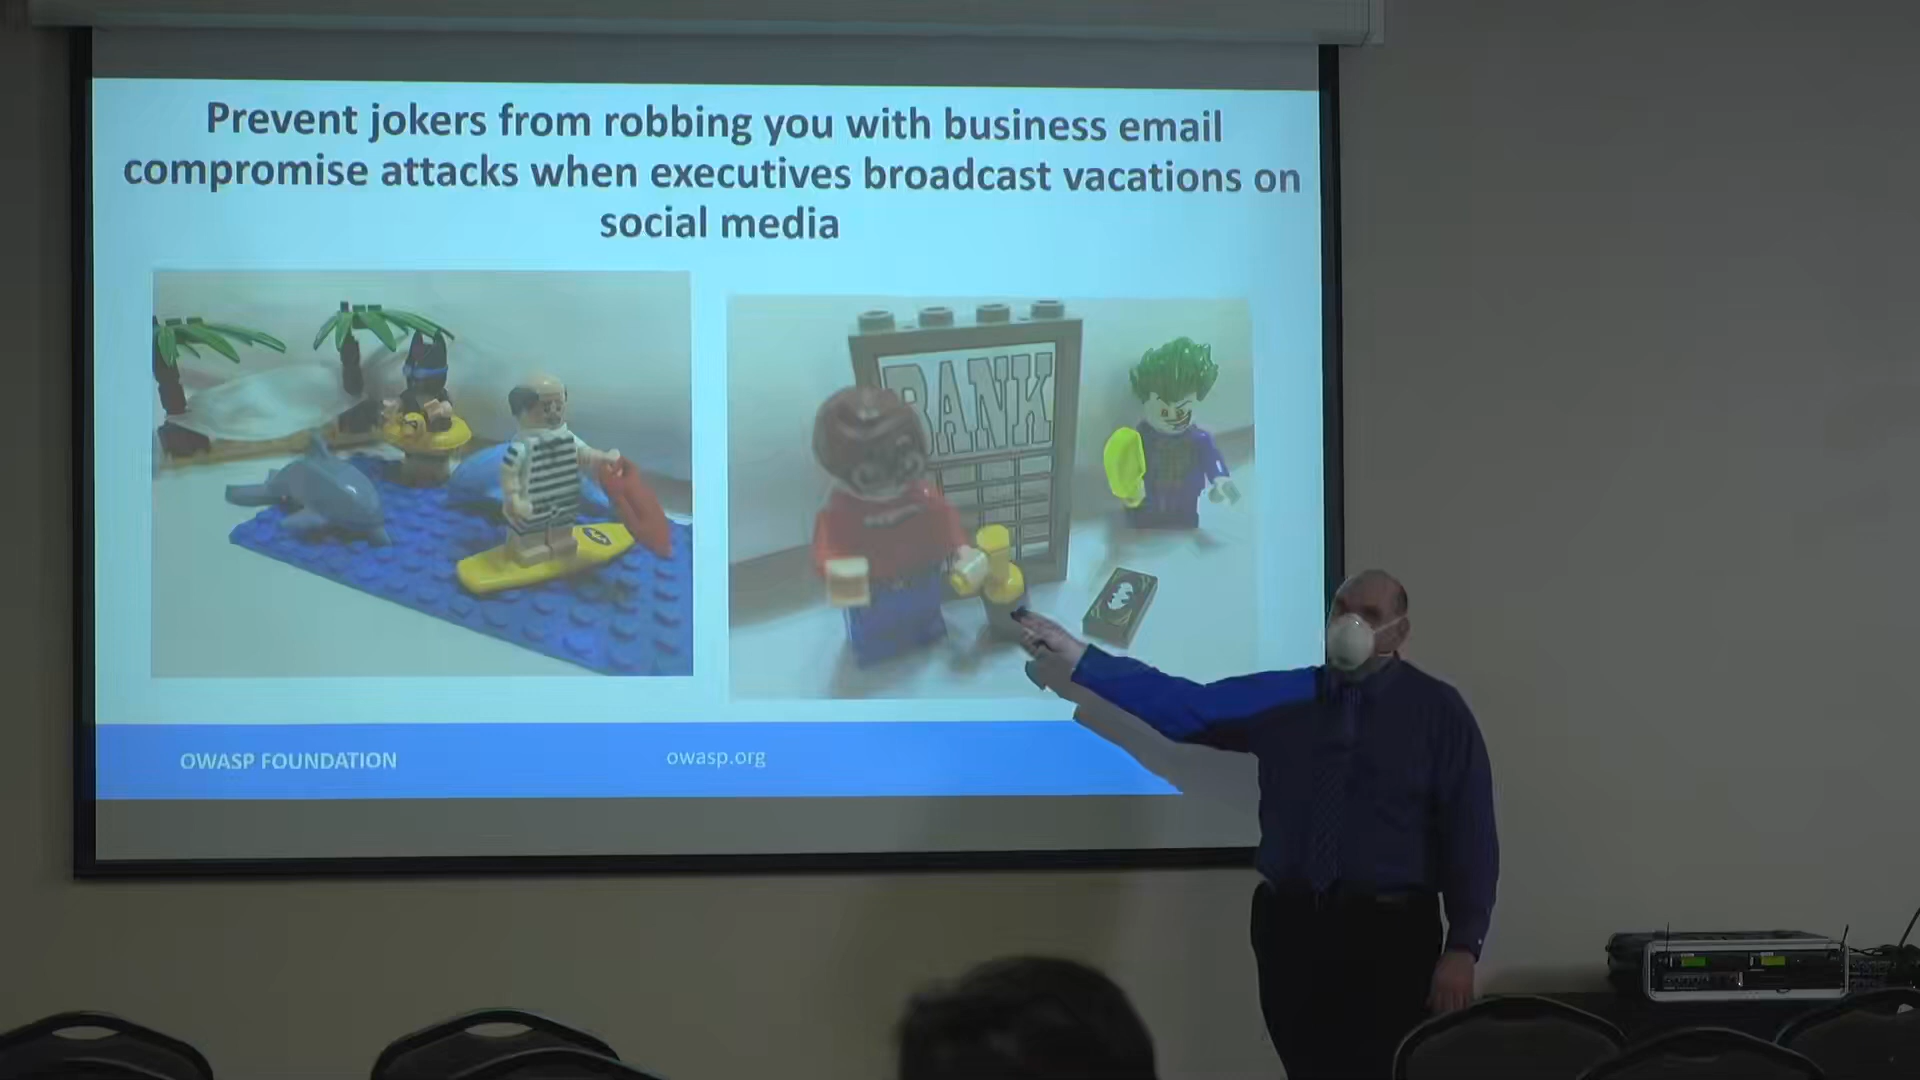 Prevent jokers from robbing you with business email
compromise attacks when executives broadcast vacations on
social media
BANK
OWASP FOUNDATION
owasp.org